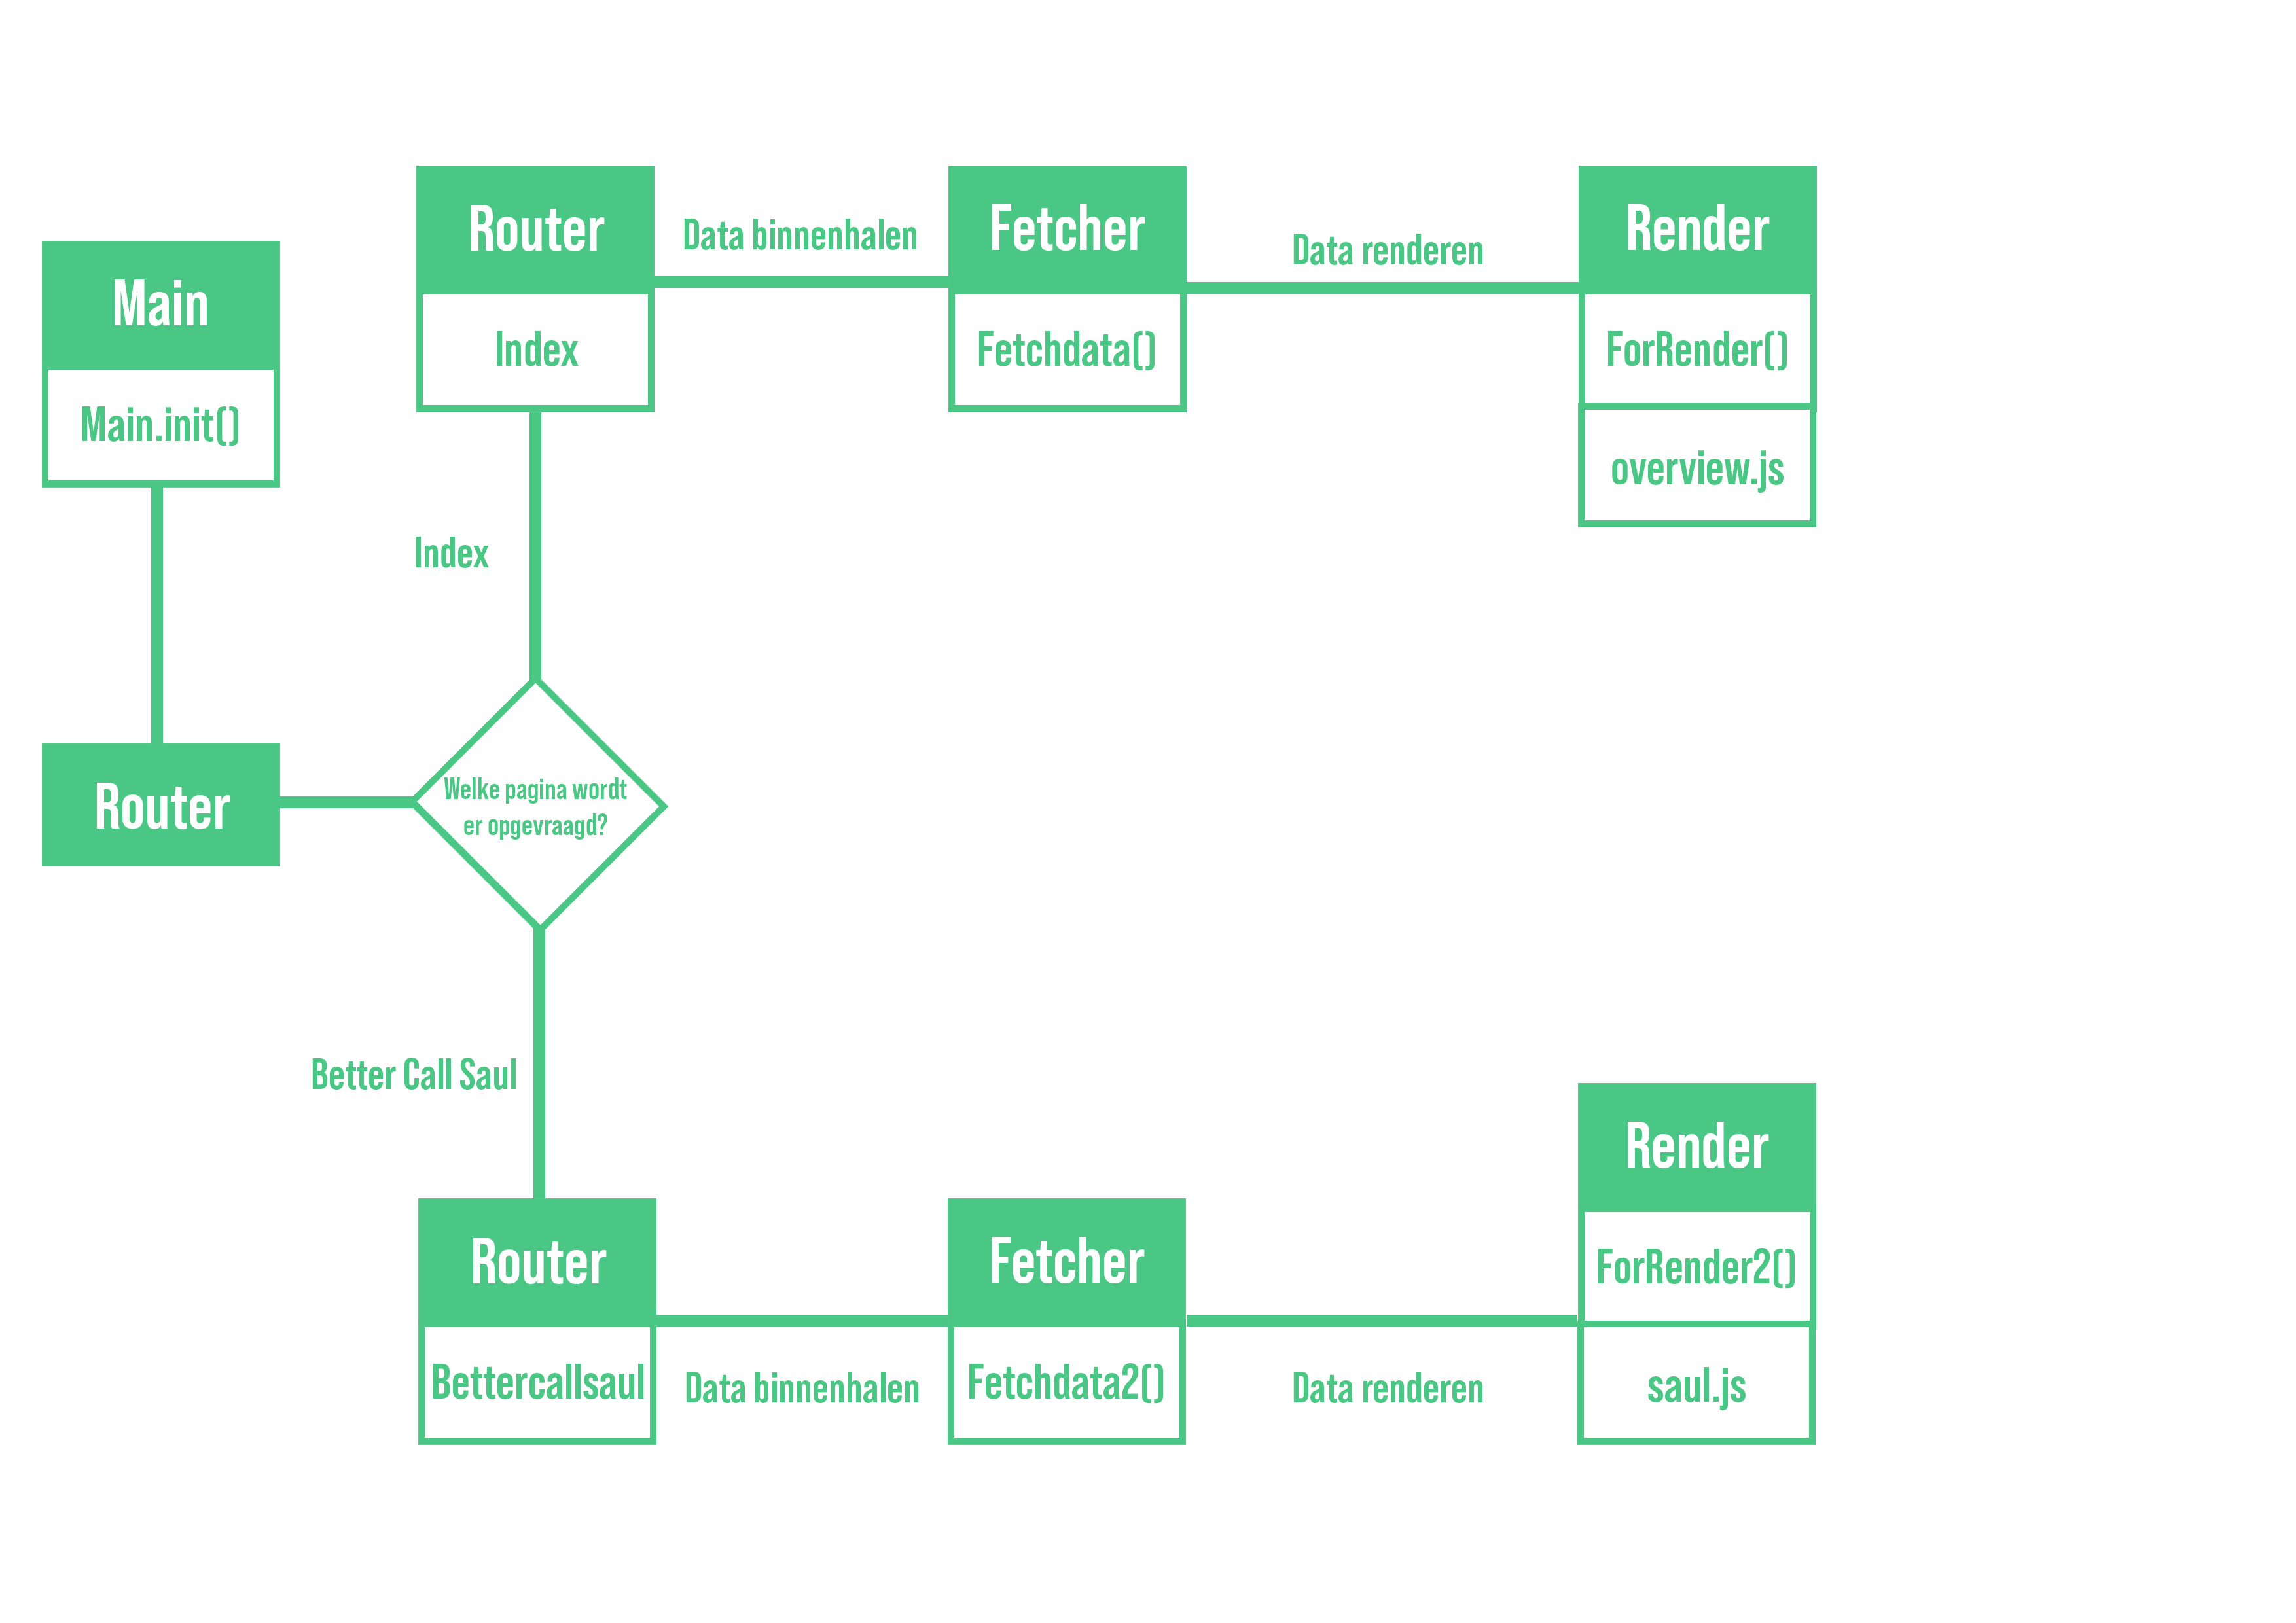 Main
Main.init()
Router
Welke pagina wordt
er opgevraagd?
Index
Router
Index
Data binnenhalen
Fetcher
Fetchdata()
Data renderen
Render
ForRender()
overview.js
Better Call Saul
Router
Bettercallsaul
Data binnenhalen
Fetcher
Fetchdata2()
Data renderen
Render
ForRender2()
saul.js